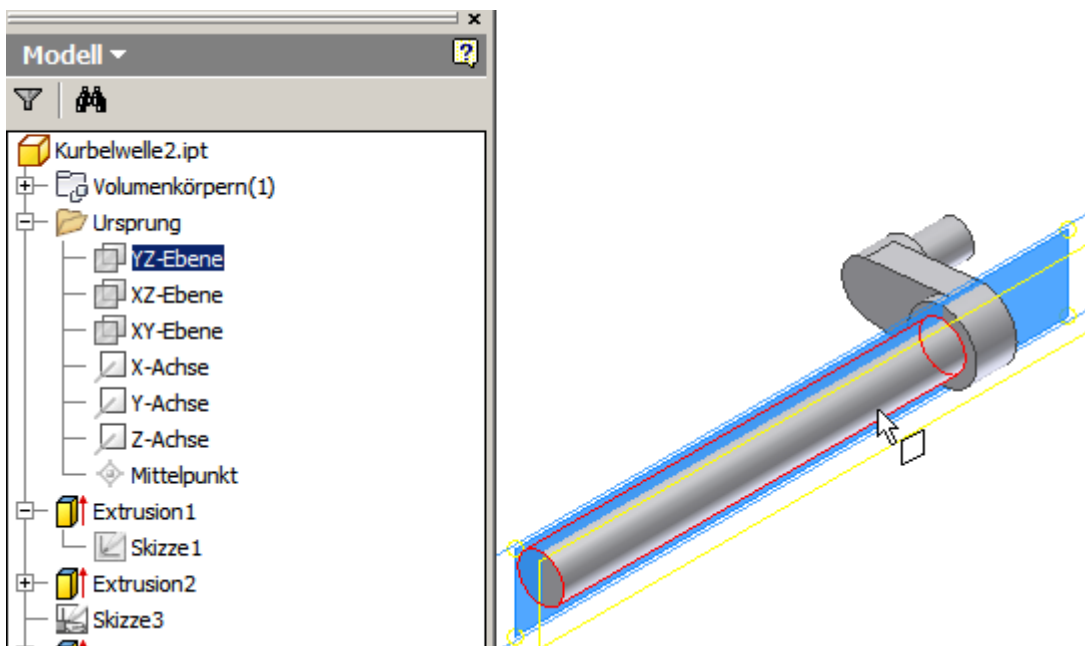 Modell
Kurbelwelle2.ipt
Volumenkörpern(1)
Ursprung
YZ-Ebene
XZ-Ebene
XY-Ebene
X-Achse
Y-Achse
Z-Achse
Mittelpunkt
Extrusion1
Skizze1
Extrusion2
Skizze3